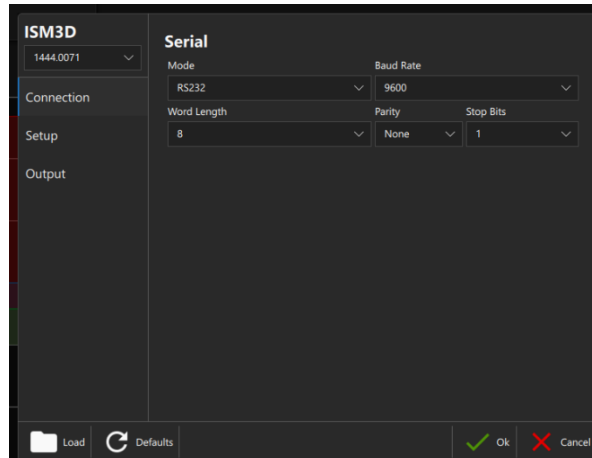 ISM3D
1444.0071
Connection
Setup
Output
Serial
Mode Baud Rate
RS232 9600
Word Length Parity Stop Bits
8 None 1
Load Defaults Ok Cancel